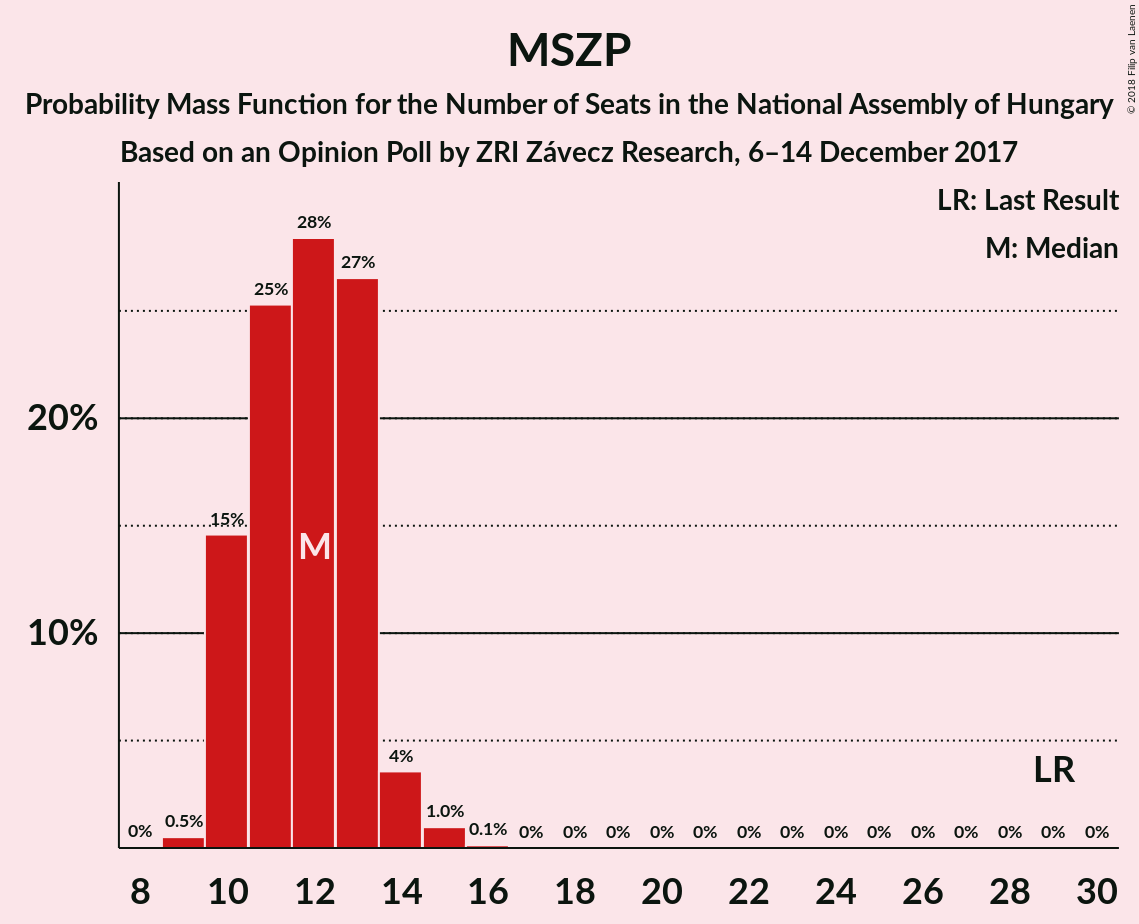 MSZP
Probability Mass Function for the Number of Seats in the National Assembly of Hungary
Based on an Opinion Poll by ZRI Závecz Research, 6–14 December 2017
© 2018 Filip van Laenen
LR: Last Result
M: Median
20%
10%
0% 0.5% 15% 25% 28% 27% 4% 1.0% 0.1% 0% 0% 0% 0% 0% 0% 0% 0% 0% 0% 0% 0% 0% 0%
M
LR
8 10 12 14 16 18 20 22 24 26 28 30